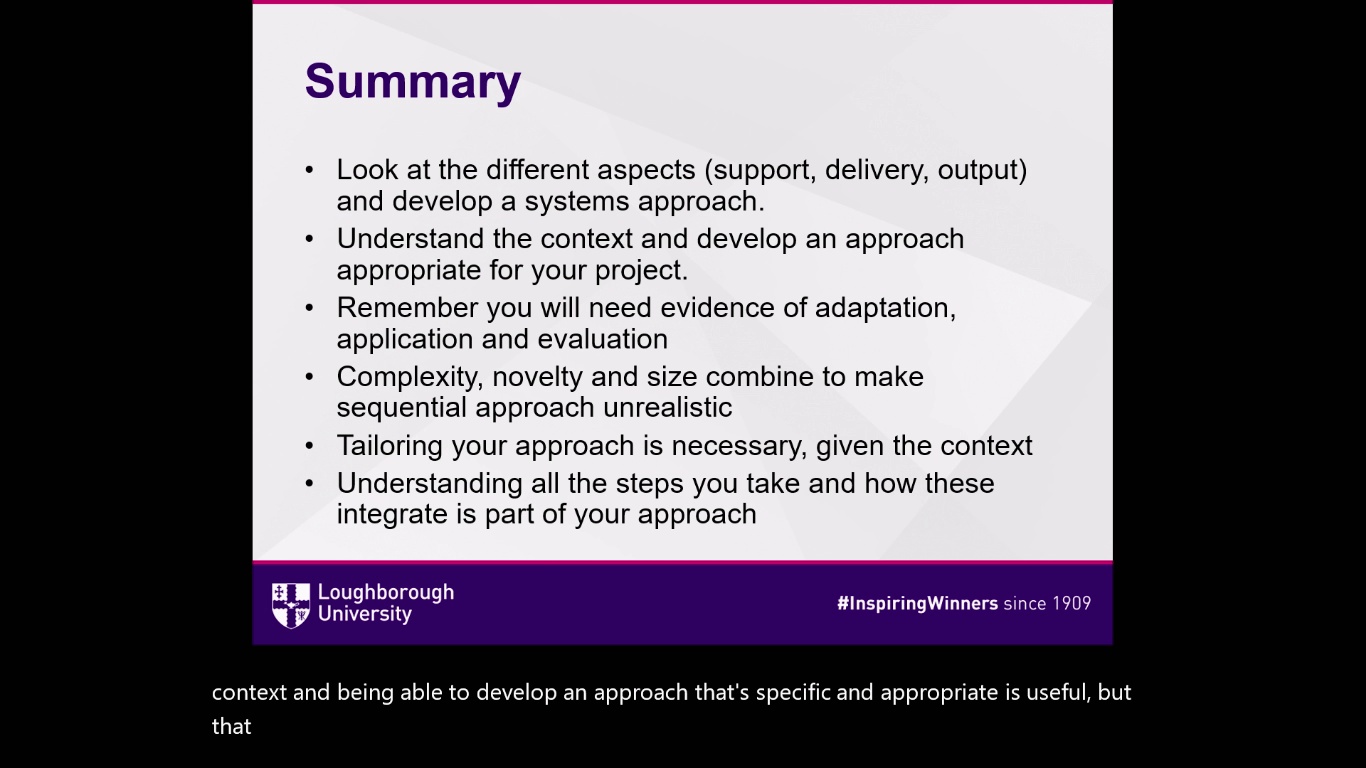 Summary
• Look at the different aspects (support, delivery, output)
and develop a systems approach.
• Understand the context and develop an approach
appropriate for your project.
• Remember you will need evidence of adaptation,
application and evaluation
• Complexity, novelty and size combine to make
sequential approach unrealistic
• Tailoring your approach is necessary, given the context
• Understanding all the steps you take and how these
integrate is part of your approach
Loughborough
University
#InspiringWinners since 1909
context and being able to develop an approach that's specific and appropriate is useful, but
that